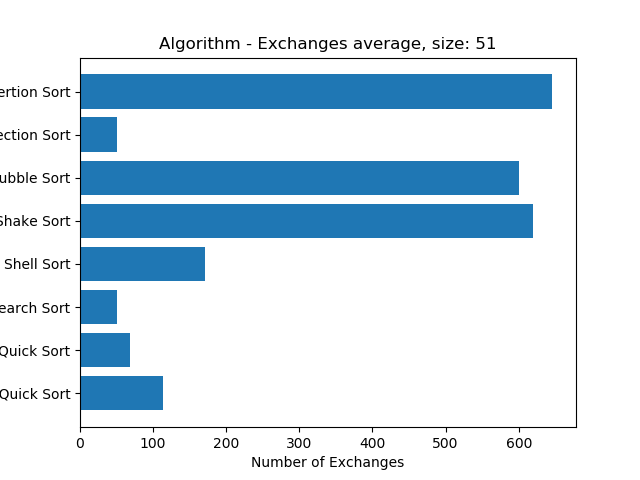 Algorithm - Exchanges average, size: 51
ertion Sort
ection Sort
ubble Sort
Shake Sort
Shell Sort
earch Sort
Quick Sort
Quick Sort
0 100 200 300 400 500 600
Number of Exchanges